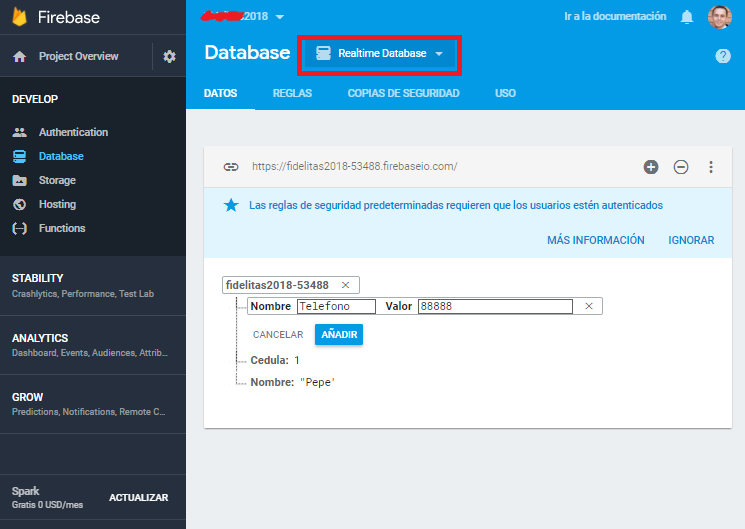 Firebase
Project Overview
DEVELOP
Authentication
Database
Storage
Hosting
Functions
STABILITY
Crashlytics, Performance, Test Lab
ANALYTICS
Dashboard, Events, Audiences, Attrib...
GROW
Predictions, Notifications, Remote C...
Spark
Gratis 0 USD/mes
ACTUALIZAR
2018
Ir a la documentación
Database
Realtime Database
DATOS
REGLAS
COPIAS DE SEGURIDAD
USO
https://fidelitas2018-53488.firebaseio.com/
Las reglas de seguridad predeterminadas requieren que los usuarios estén autenticados
MÁS INFORMACIÓN
IGNORAR
fidelitas2018-53488
Nombre Telefono Valor 88888
CANCELAR
AÑADIR
Cedula: 1
Nombre: "Pepe"